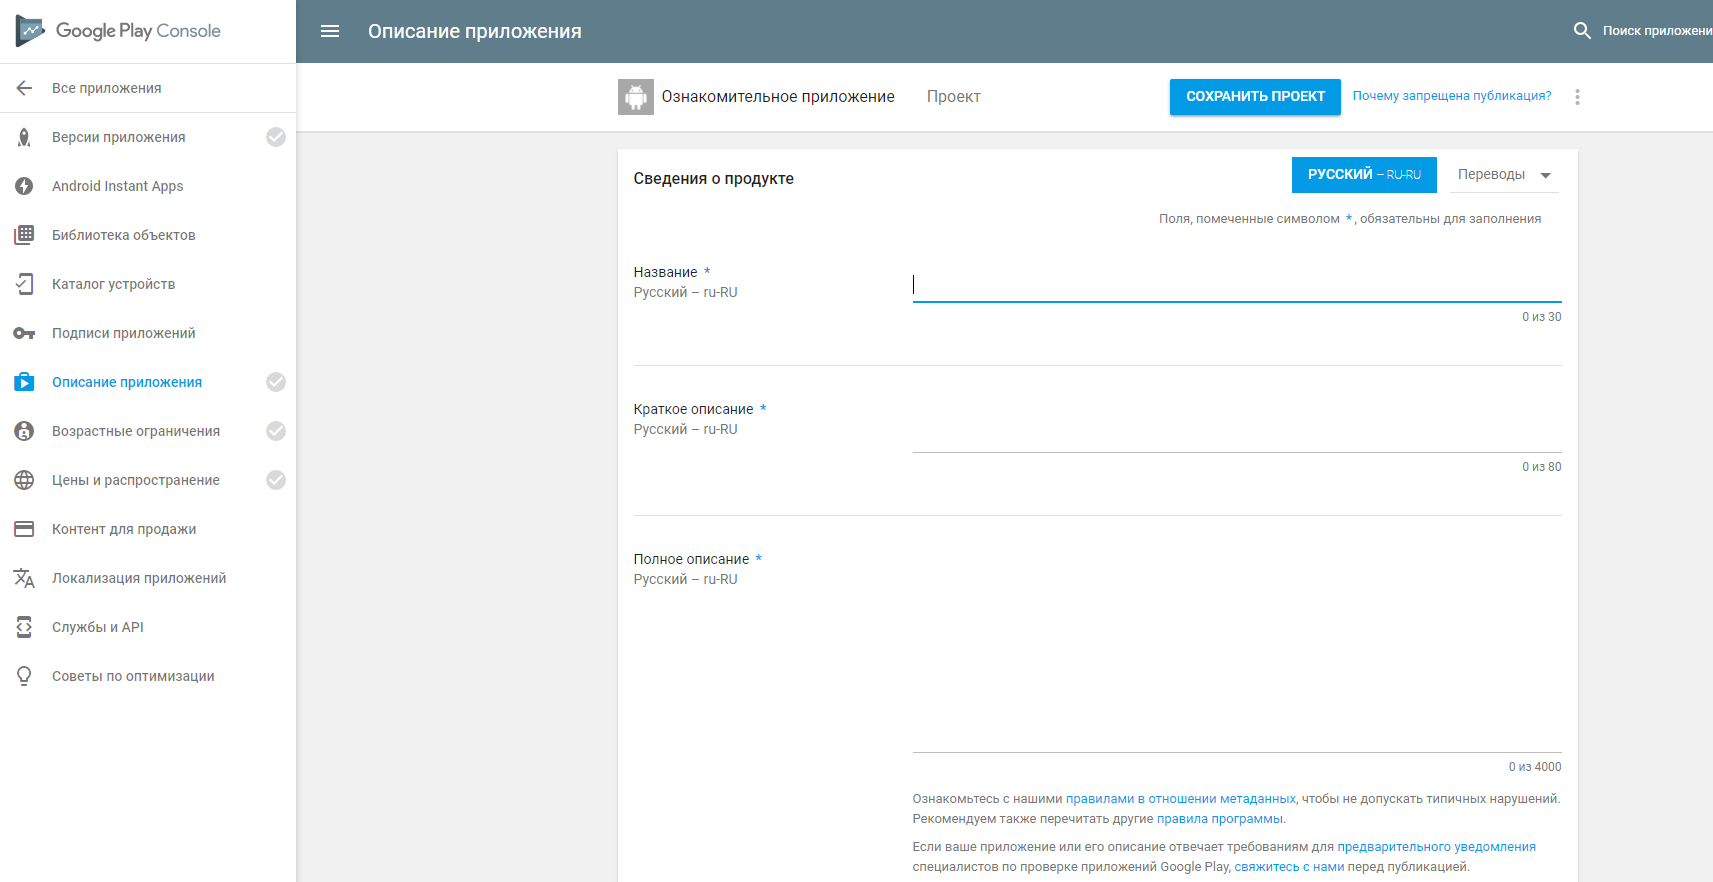 Google Play Console
Описание приложения
Поиск приложени
Все приложения
Версии приложения
Android Instant Apps
Библиотека объектов
Каталог устройств
Подписи приложений
Описание приложения
Возрастные ограничения
Цены и распространение
Контент для продажи
Локализация приложений
Службы и API
Советы по оптимизации
Ознакомительное приложение
Проект
СОХРАНИТЬ ПРОЕКТ
Почему запрещена публикация?
Сведения о продукте
РУССКИЙ – RU-RU
Переводы
Поля, помеченные символом *, обязательны для заполнения
Название *
Русский – ru-RU
0 из 30
Краткое описание *
Русский – ru-RU
0 из 80
Полное описание *
Русский – ru-RU
0 из 4000
Ознакомьтесь с нашими правилами в отношении метаданных, чтобы не допускать типичных нарушений.
Рекомендуем также перечитать другие правила программы.
Если ваше приложение или его описание отвечает требованиям для предварительного уведомления
специалистов по проверке приложений Google Play, свяжитесь с нами перед публикацией.